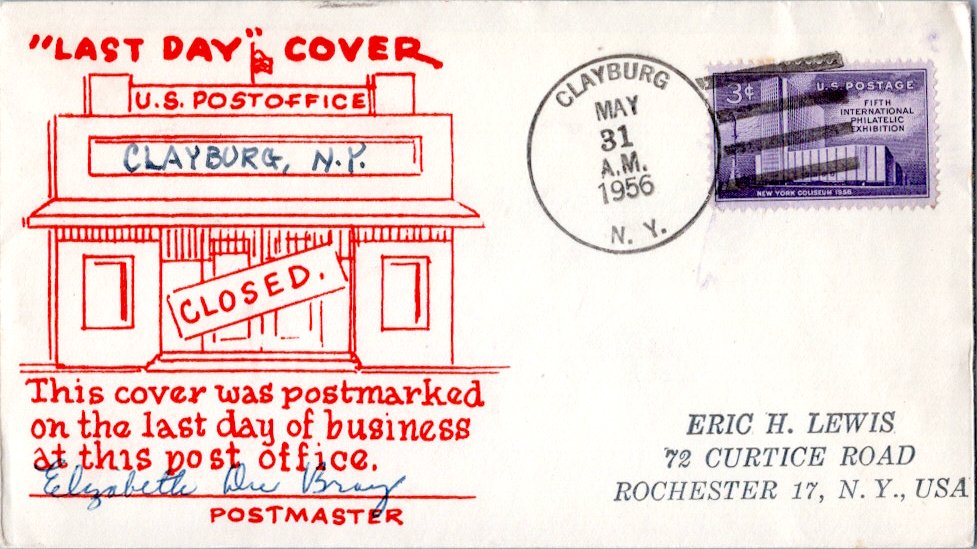 "LAST DAY" COVER
U.S. POSTOFFICE
CLAYBURG, N.Y.
CLOSED.
This cover was postmarked
on the last day of business
at this post office.
Elizabeth Du Bray
POSTMASTER
CLAYBURG
MAY
31
A.M.
1956
N. Y.
3¢
U.S. POSTAGE
FIFTH
INTERNATIONAL
PHILATELIC
EXHIBITION
NEW YORK COLISEUM 1956
ERIC H. LEWIS
72 CURTICE ROAD
ROCHESTER 17, N. Y., USA